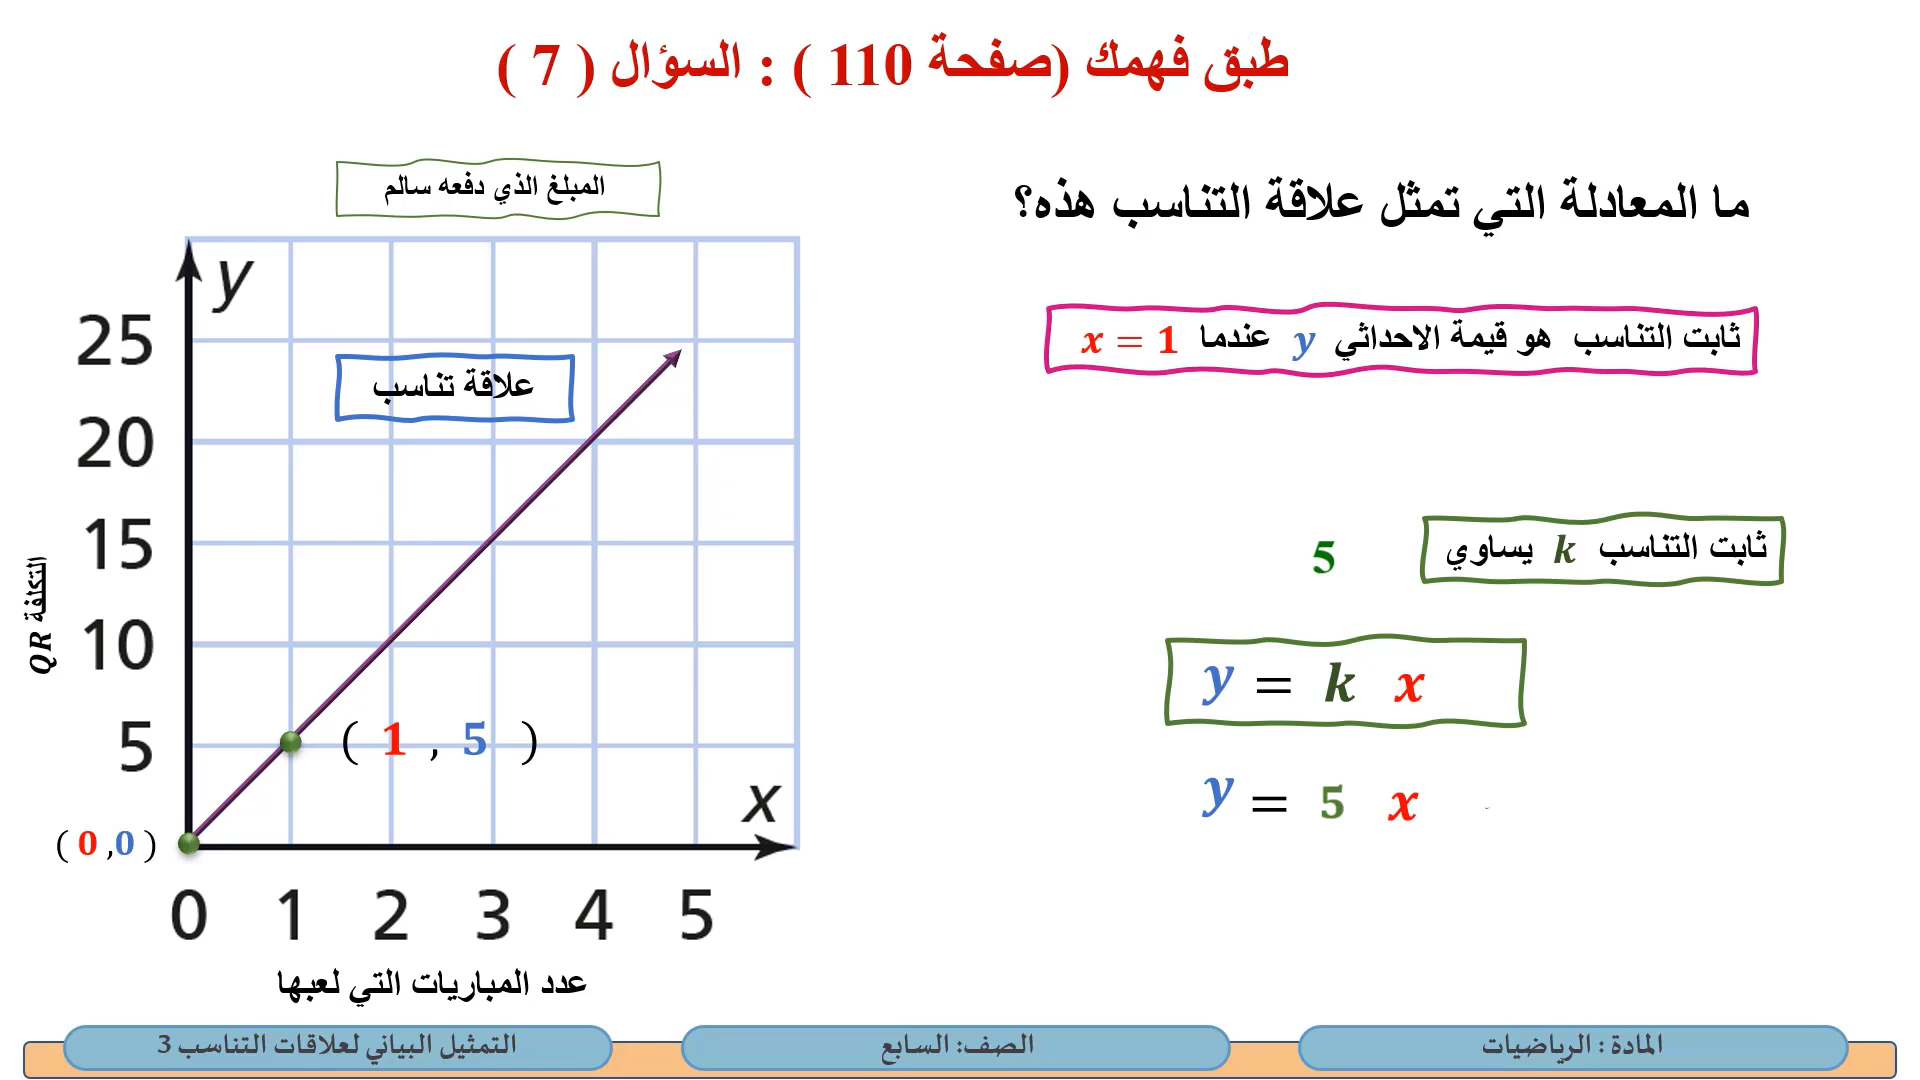 طبق فهمك (صفحة 110 ) : السؤال ( 7 )
ما المعادلة التي تمثل علاقة التناسب هذه؟
ثابت التناسب هو قيمة الاحداثي y عندما x = 1
ثابت التناسب k يساوي 5
y = k x
y = 5 x
المبلغ الذي دفعه سالم
y
علاقة تناسب
25
20
15
10
5
التكلفة QR
( 1 , 5 )
x
( 0 ,0 )
0 1 2 3 4 5
عدد المباريات التي لعبها
المادة : الرياضيات
الصف: السابع
التمثيل البياني لعلاقات التناسب 3